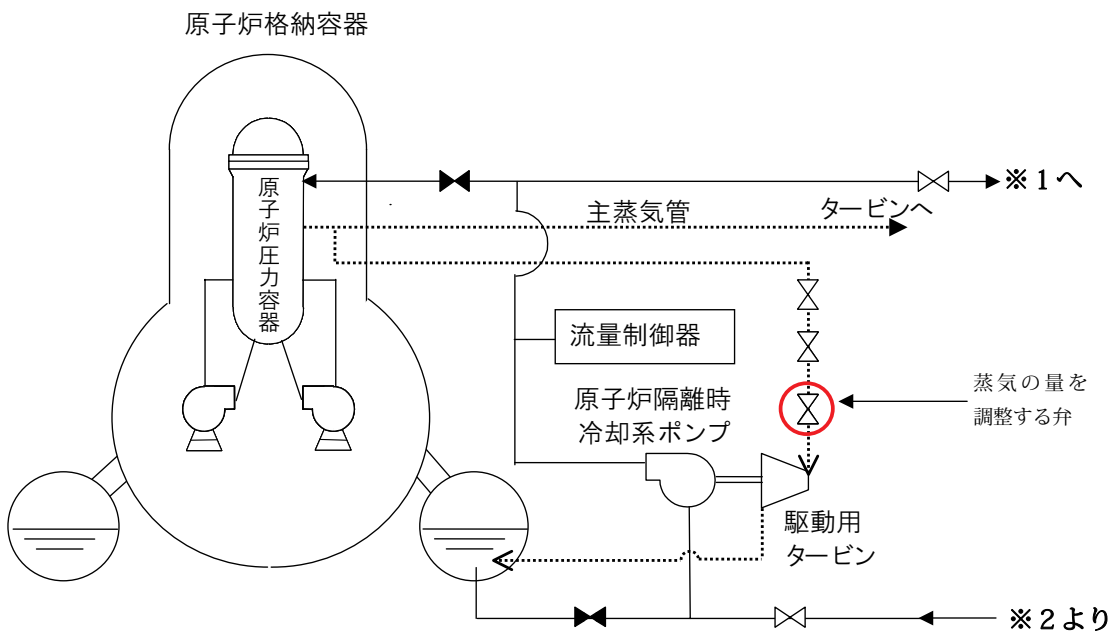 原子炉格納容器
原子炉圧力容器
※1へ
主蒸気管
タービンへ
流量制御器
蒸気の量を
調整する弁
原子炉隔離時
冷却系ポンプ
駆動用
タービン
※2より